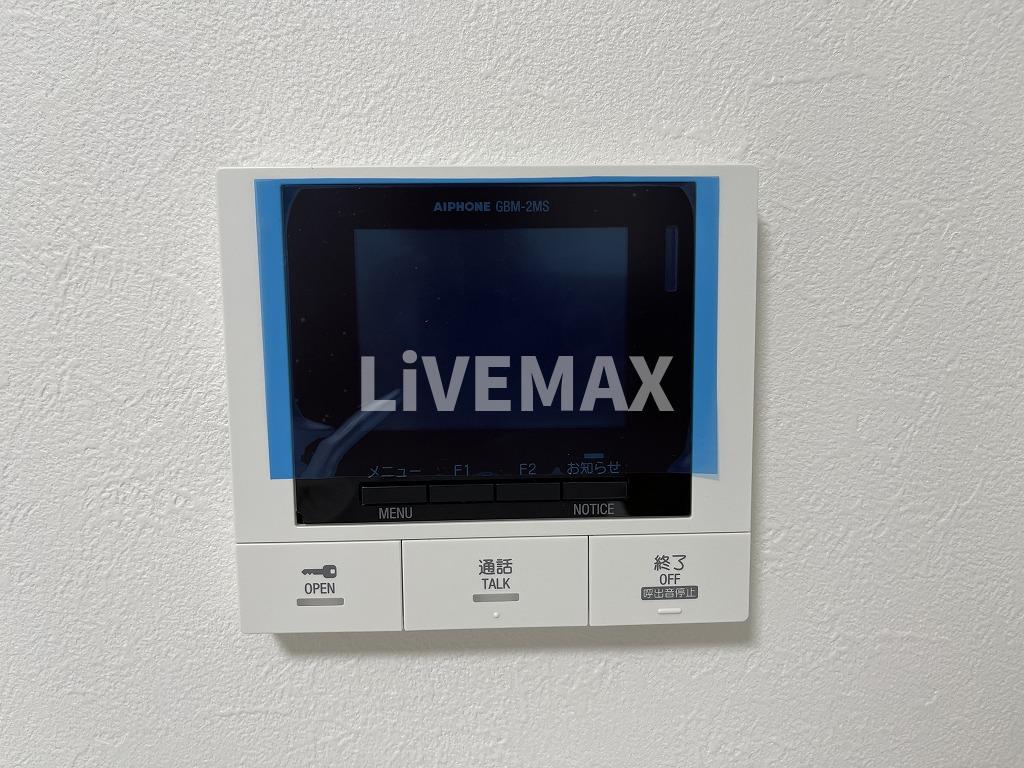 AIPHONE GBM-2MS
LiVEMAX
メニュー F1 F2 お知らせ
MENU NOTICE
OPEN
通話
TALK
終了
OFF
呼出音停止